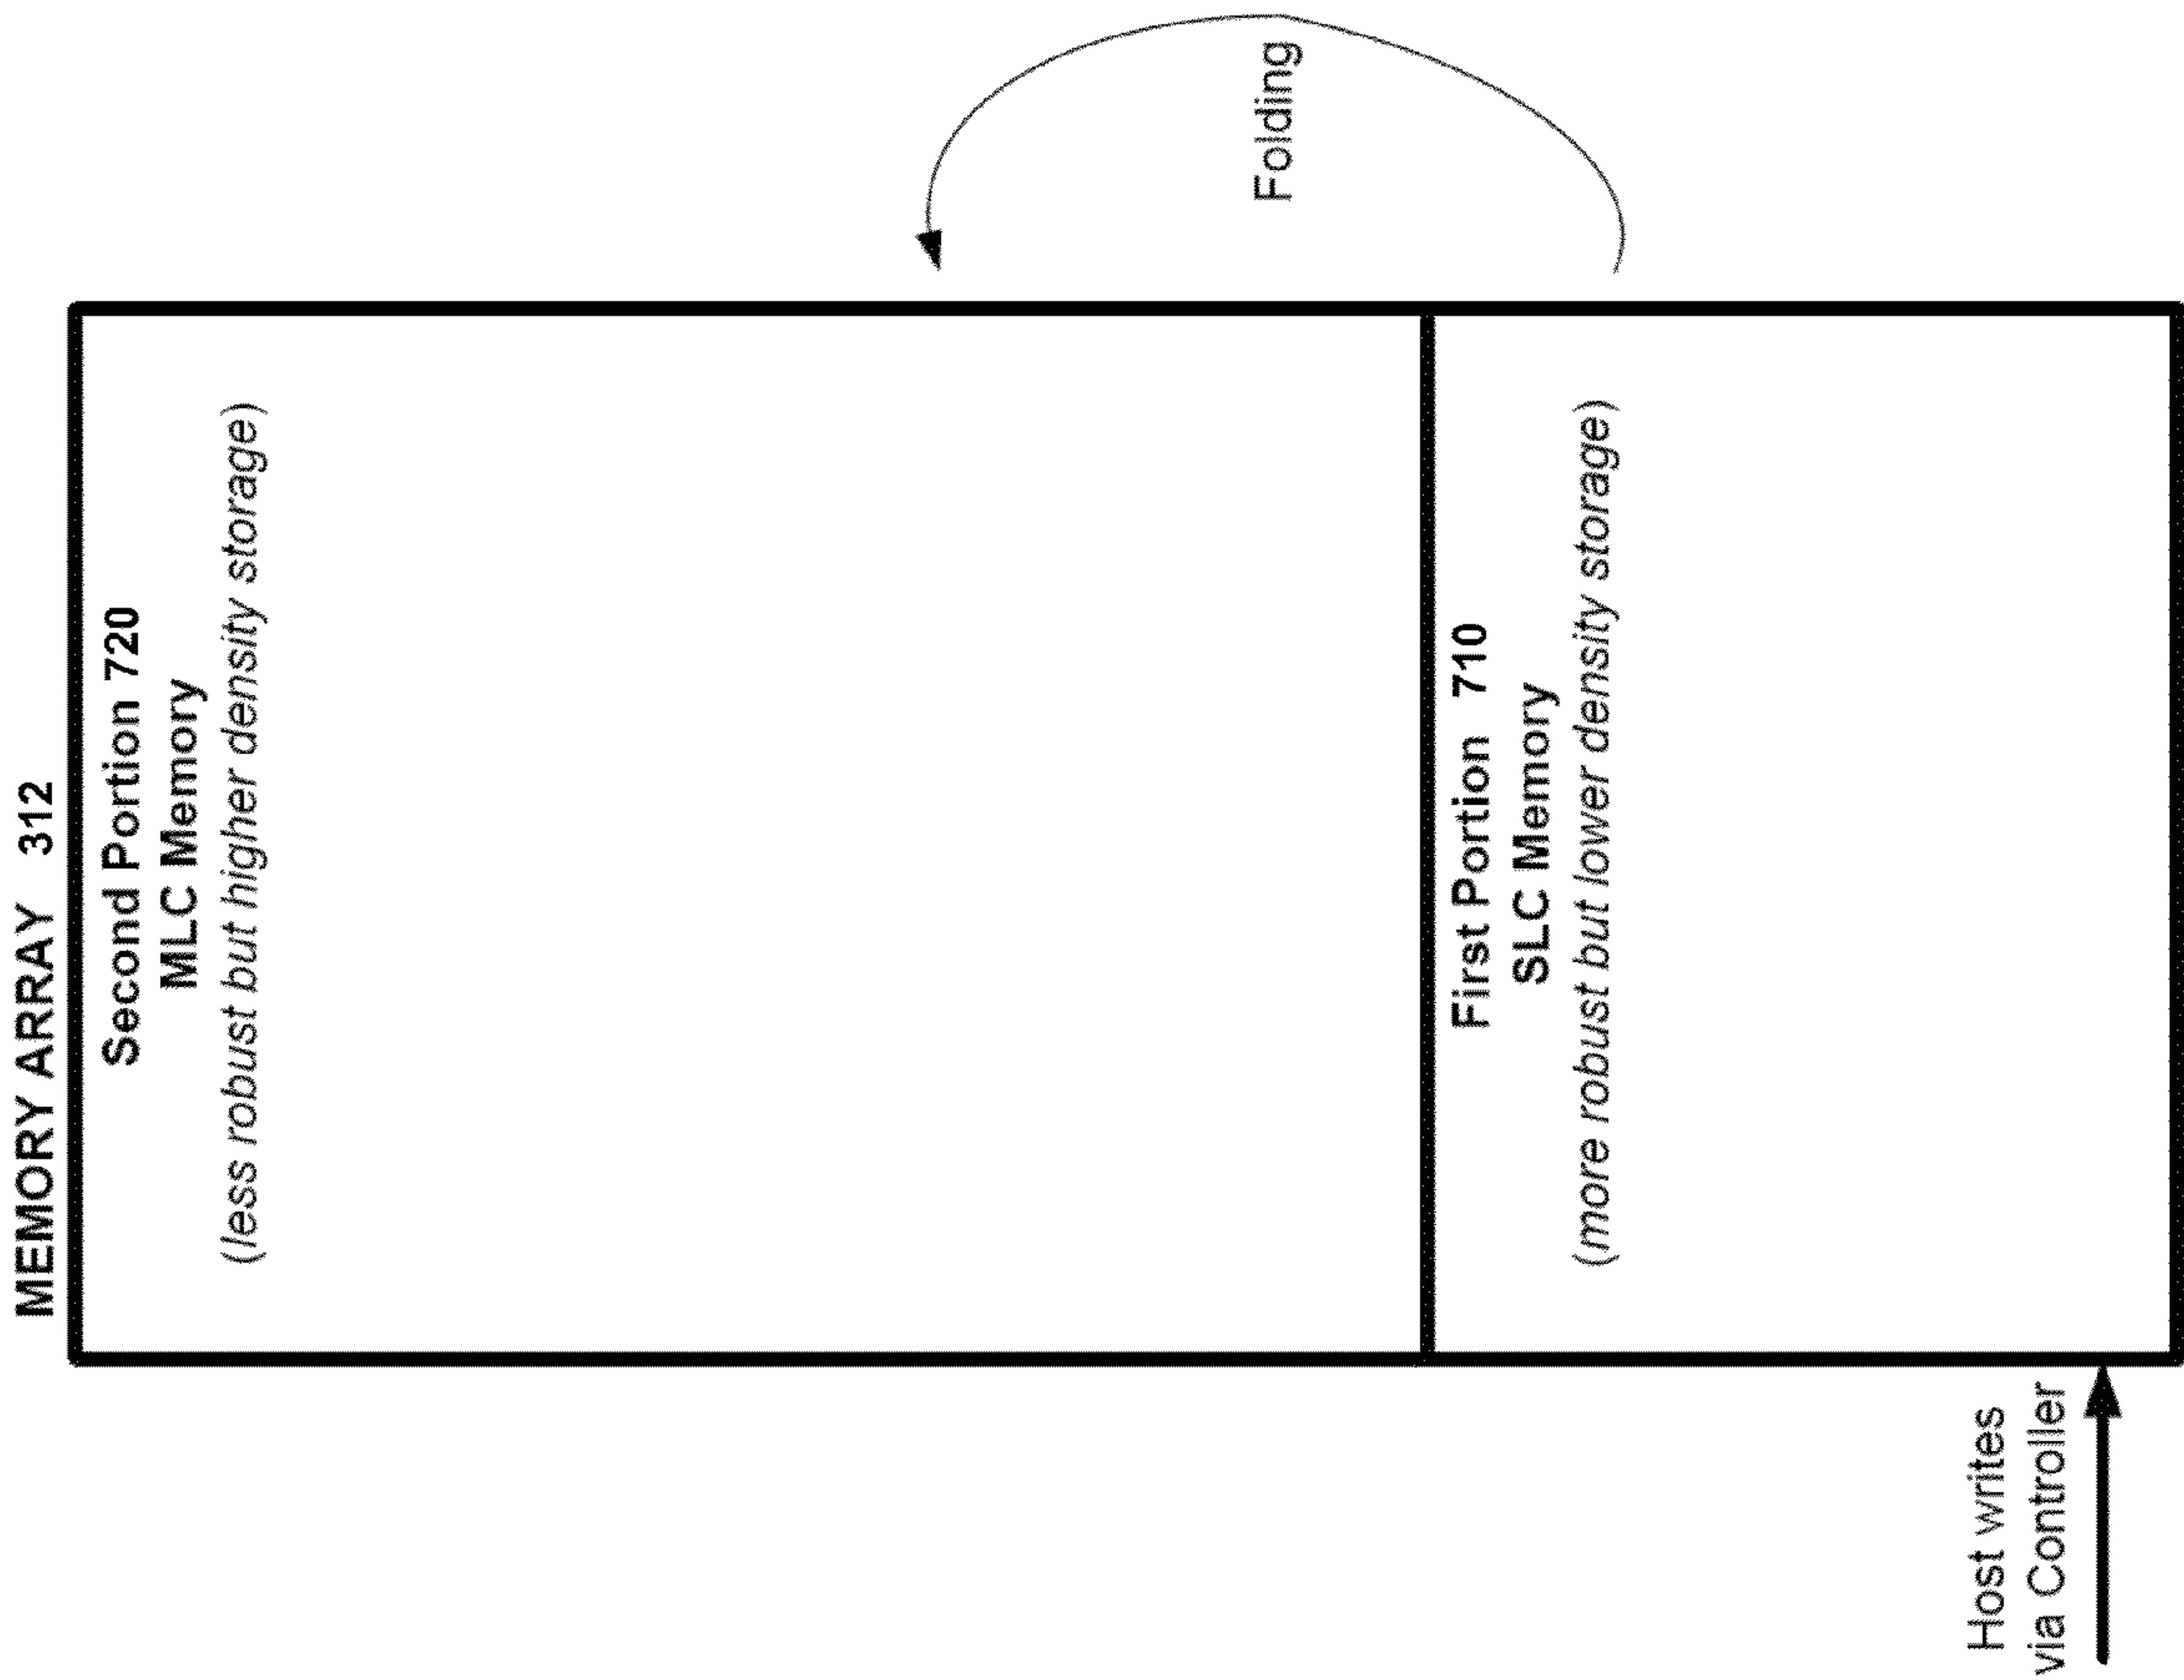 MEMORY ARRAY 312
Second Portion 720
MLC Memory
(less robust but higher density storage)
Folding
First Portion 710
SLC Memory
(more robust but lower density storage)
Host writes
via Controller